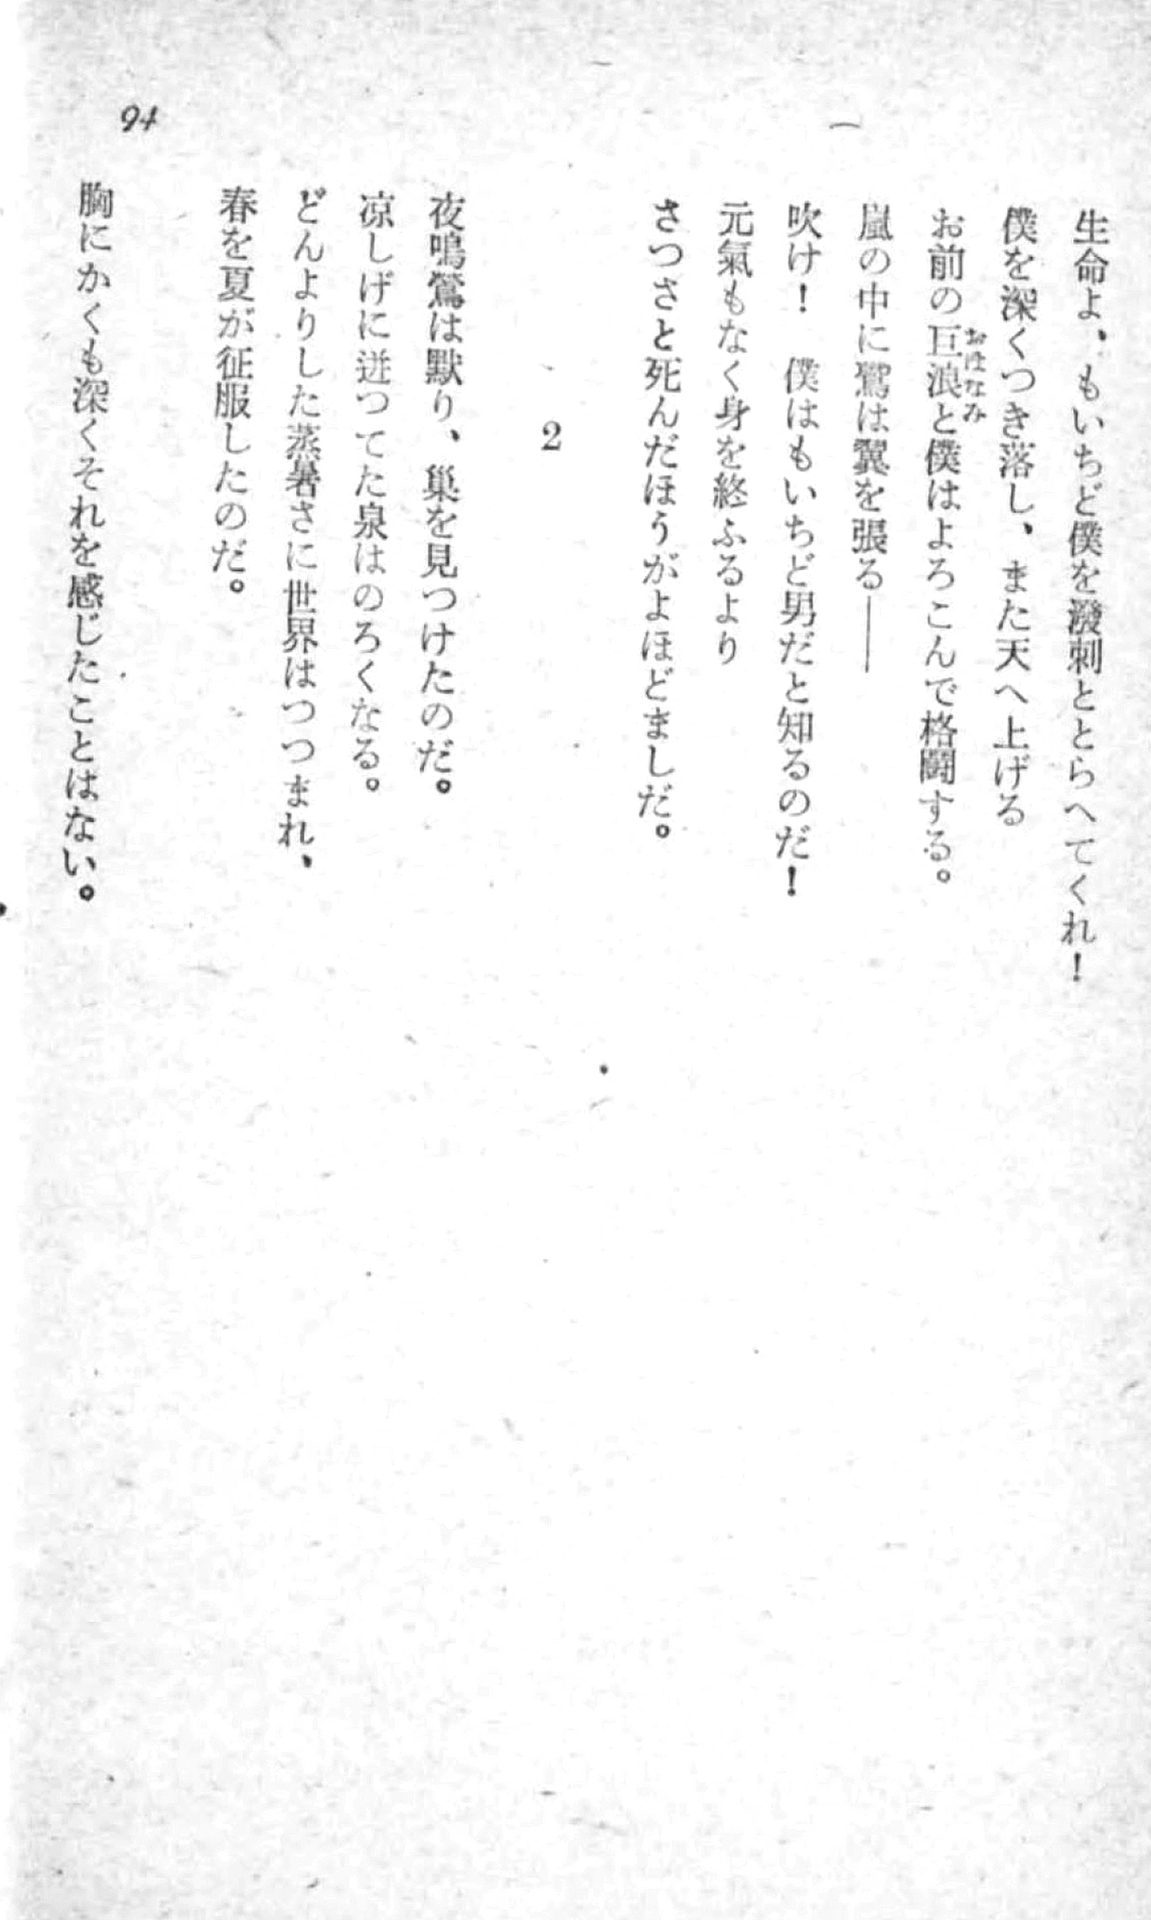 生命よ、もいちど僕を潑刺ととらへてくれ！
僕を深くつき落し、また天へ上げる
お前の巨浪と僕はよろこんで格鬪する。
おほなみ
嵐の中に鷲は翼を張る――
吹け！　僕はもいちど男だと知るのだ！
元氣もなく身を終ふるより
さつさと死んだほうがよほどましだ。
2
夜鳴鶯は默り、巢を見つけたのだ。
凉しげに迸つてた泉はのろくなる。
どんよりした蒸暑さに世界はつつまれ、
春を夏が征服したのだ。
胸にかくも深くそれを感じたことはない。
94